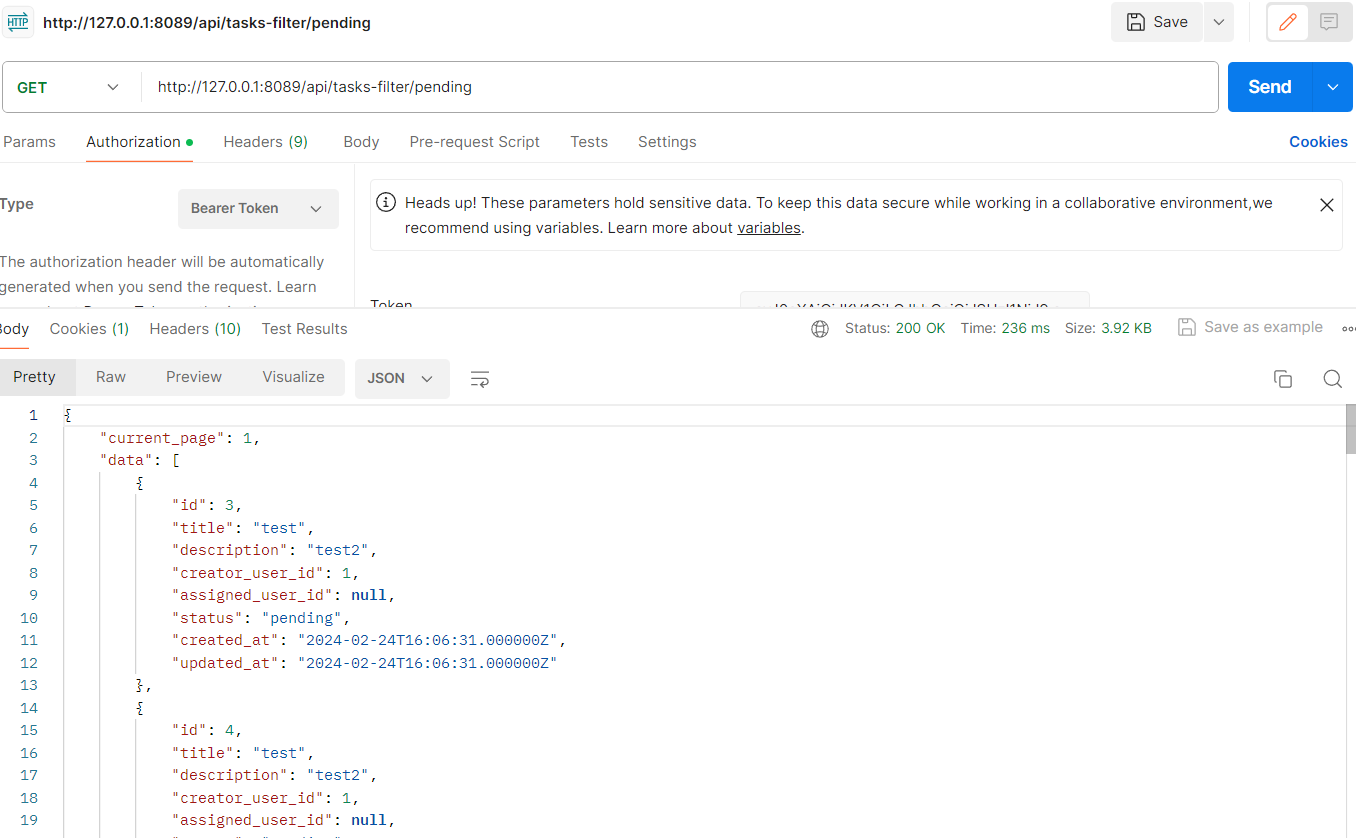 HTTP http://127.0.0.1:8089/api/tasks-filter/pending Save
GET http://127.0.0.1:8089/api/tasks-filter/pending Send
Params Authorization Headers (9) Body Pre-request Script Tests Settings Cookies
Type Bearer Token
Heads up! These parameters hold sensitive data. To keep this data secure while working in a collaborative environment,we
recommend using variables. Learn more about variables.
The authorization header will be automatically
generated when you send the request. Learn
Token
Body Cookies (1) Headers (10) Test Results Status: 200 OK Time: 236 ms Size: 3.92 KB Save as example
Pretty Raw Preview Visualize JSON
1 {
2 "current_page": 1,
3 "data": [
4 {
5 "id": 3,
6 "title": "test",
7 "description": "test2",
8 "creator_user_id": 1,
9 "assigned_user_id": null,
10 "status": "pending",
11 "created_at": "2024-02-24T16:06:31.000000Z",
12 "updated_at": "2024-02-24T16:06:31.000000Z"
13 },
14 {
15 "id": 4,
16 "title": "test",
17 "description": "test2",
18 "creator_user_id": 1,
19 "assigned_user_id": null,